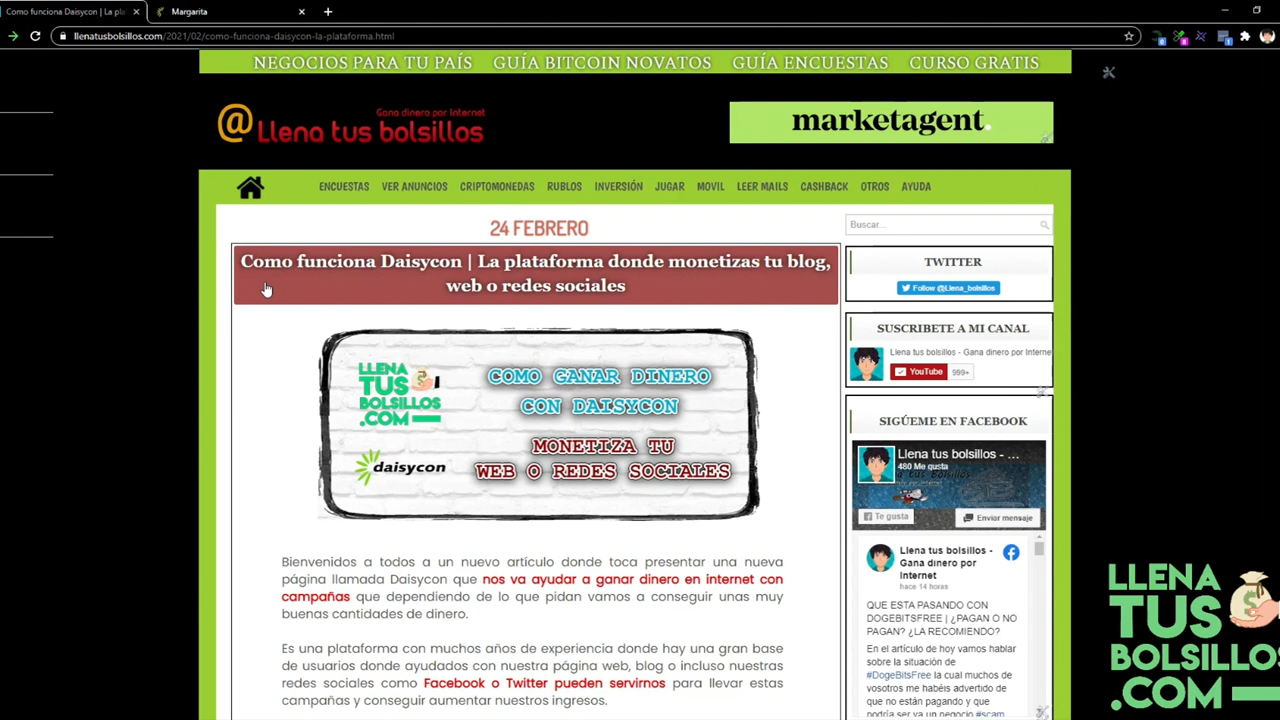 Como funciona Daisycon | La pla
Margarita
llenatusbolsillos.com/2021/02/como-funciona-daisycon-la-plataforma.html
NEGOCIOS PARA TU PAÍS GUÍA BITCOIN NOVATOS GUÍA ENCUESTAS CURSO GRATIS
Gana dinero por Internet
@Llena tus bolsillos
marketagent.
ENCUESTAS VER ANUNCIOS CRIPTOMONEDAS RUBLOS INVERSIÓN JUGAR MOVIL LEER MAILS CASHBACK OTROS AYUDA
24 FEBRERO
Como funciona Daisycon | La plataforma donde monetizas tu blog,
web o redes sociales
LLENA
TUS
BOLSILLOS
.COM
daisycon
COMO GANAR DINERO
CON DAISYCON
MONETIZA TU
WEB O REDES SOCIALES
Bienvenidos a todos a un nuevo artículo donde toca presentar una nueva
página llamada Daisycon que nos va ayudar a ganar dinero en internet con
campañas que dependiendo de lo que pidan vamos a conseguir unas muy
buenas cantidades de dinero.
Es una plataforma con muchos años de experiencia donde hay una gran base
de usuarios donde ayudados con nuestra página web, blog o incluso nuestras
redes sociales como Facebook o Twitter pueden servirnos para llevar estas
campañas y conseguir aumentar nuestros ingresos.
Buscar...
TWITTER
Follow @Llena_bolsillos
SUSCRIBETE A MI CANAL
Llena tus bolsillos - Gana dinero por Interne
YouTube 999+
SIGÚEME EN FACEBOOK
Llena tus bolsillos - ...
480 Me gusta
Te gusta
Enviar mensaje
Llena tus bolsillos -
Gana dinero por
Internet
hace 14 horas
QUE ESTA PASANDO CON
DOGEBITSFREE | ¿PAGAN O NO
PAGAN? ¿LA RECOMIENDO?
En el artículo de hoy vamos hablar
sobre la situación de
#DogeBitsFree la cual muchos de
vosotros me habéis advertido de
que no están pagando y que
podría ser ya un negocio #scam
LLENA
TUS
BOLSILLOS
.COM